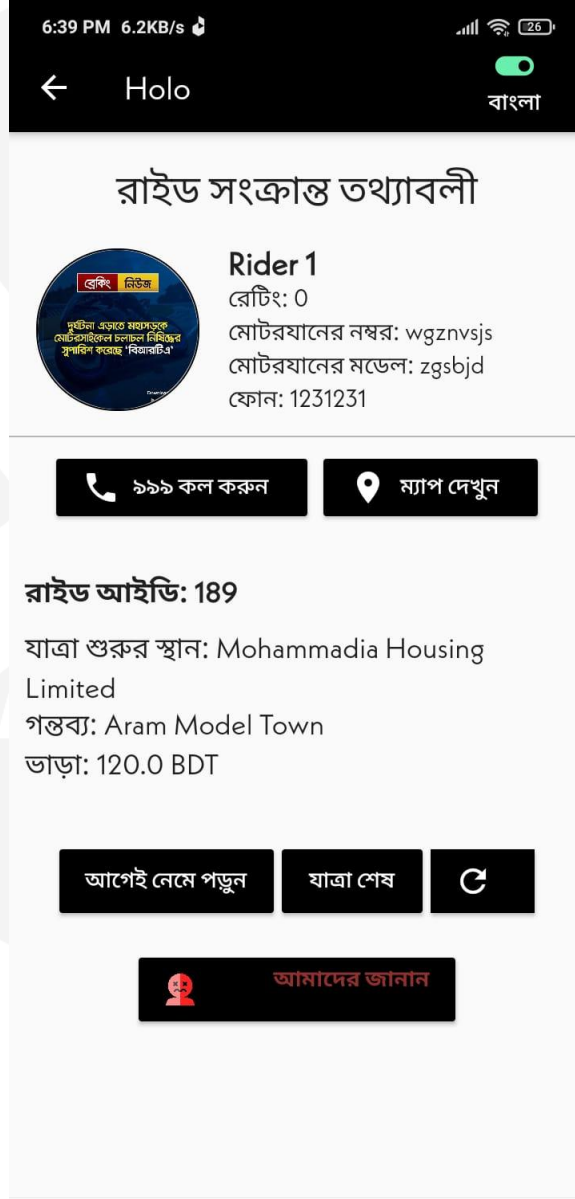 6:39 PM 6.2KB/s
26
Holo
বাংলা
রাইড সংক্রান্ত তথ্যাবলী
ব্রেকিং নিউজ
দুর্ঘটনা এড়াতে মহাসড়কে
মোটরসাইকেল চলাচল নিষিদ্ধের
সুপারিশ করেছে 'বিআরটিএ'
Rider 1
রেটিং: 0
মোটরযানের নম্বর: wgznvsjs
মোটরযানের মডেল: zgsbjd
ফোন: 1231231
৯৯৯ কল করুন
ম্যাপ দেখুন
রাইড আইডি: 189
যাত্রা শুরুর স্থান: Mohammadia Housing
Limited
গন্তব্য: Aram Model Town
ভাড়া: 120.0 BDT
আগেই নেমে পড়ুন
যাত্রা শেষ
আমাদের জানান